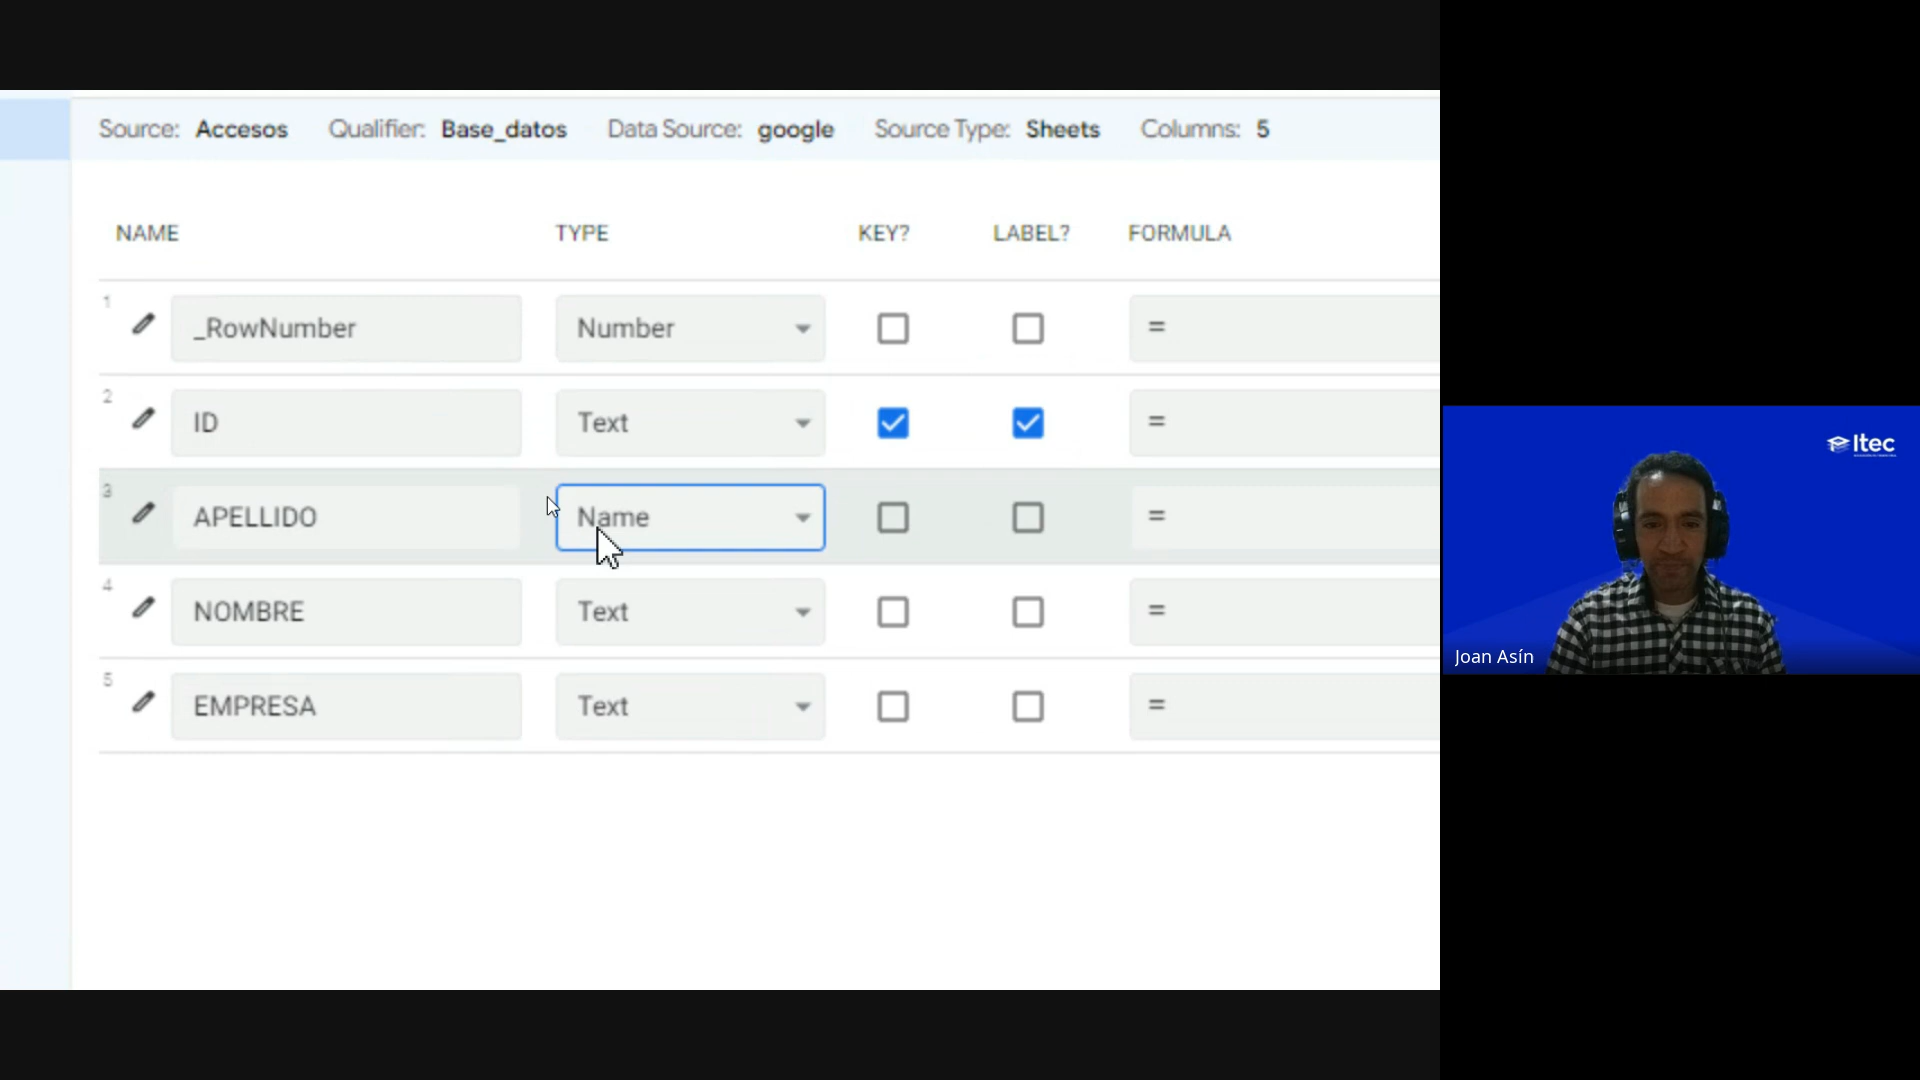 Source: Accesos Qualifier: Base_datos Data Source: google Source Type: Sheets Columns: 5
NAME TYPE KEY? LABEL? FORMULA
1 _RowNumber Number =
2 ID Text =
3 APELLIDO Name =
4 NOMBRE Text =
5 EMPRESA Text =
Itec
Joan Asín